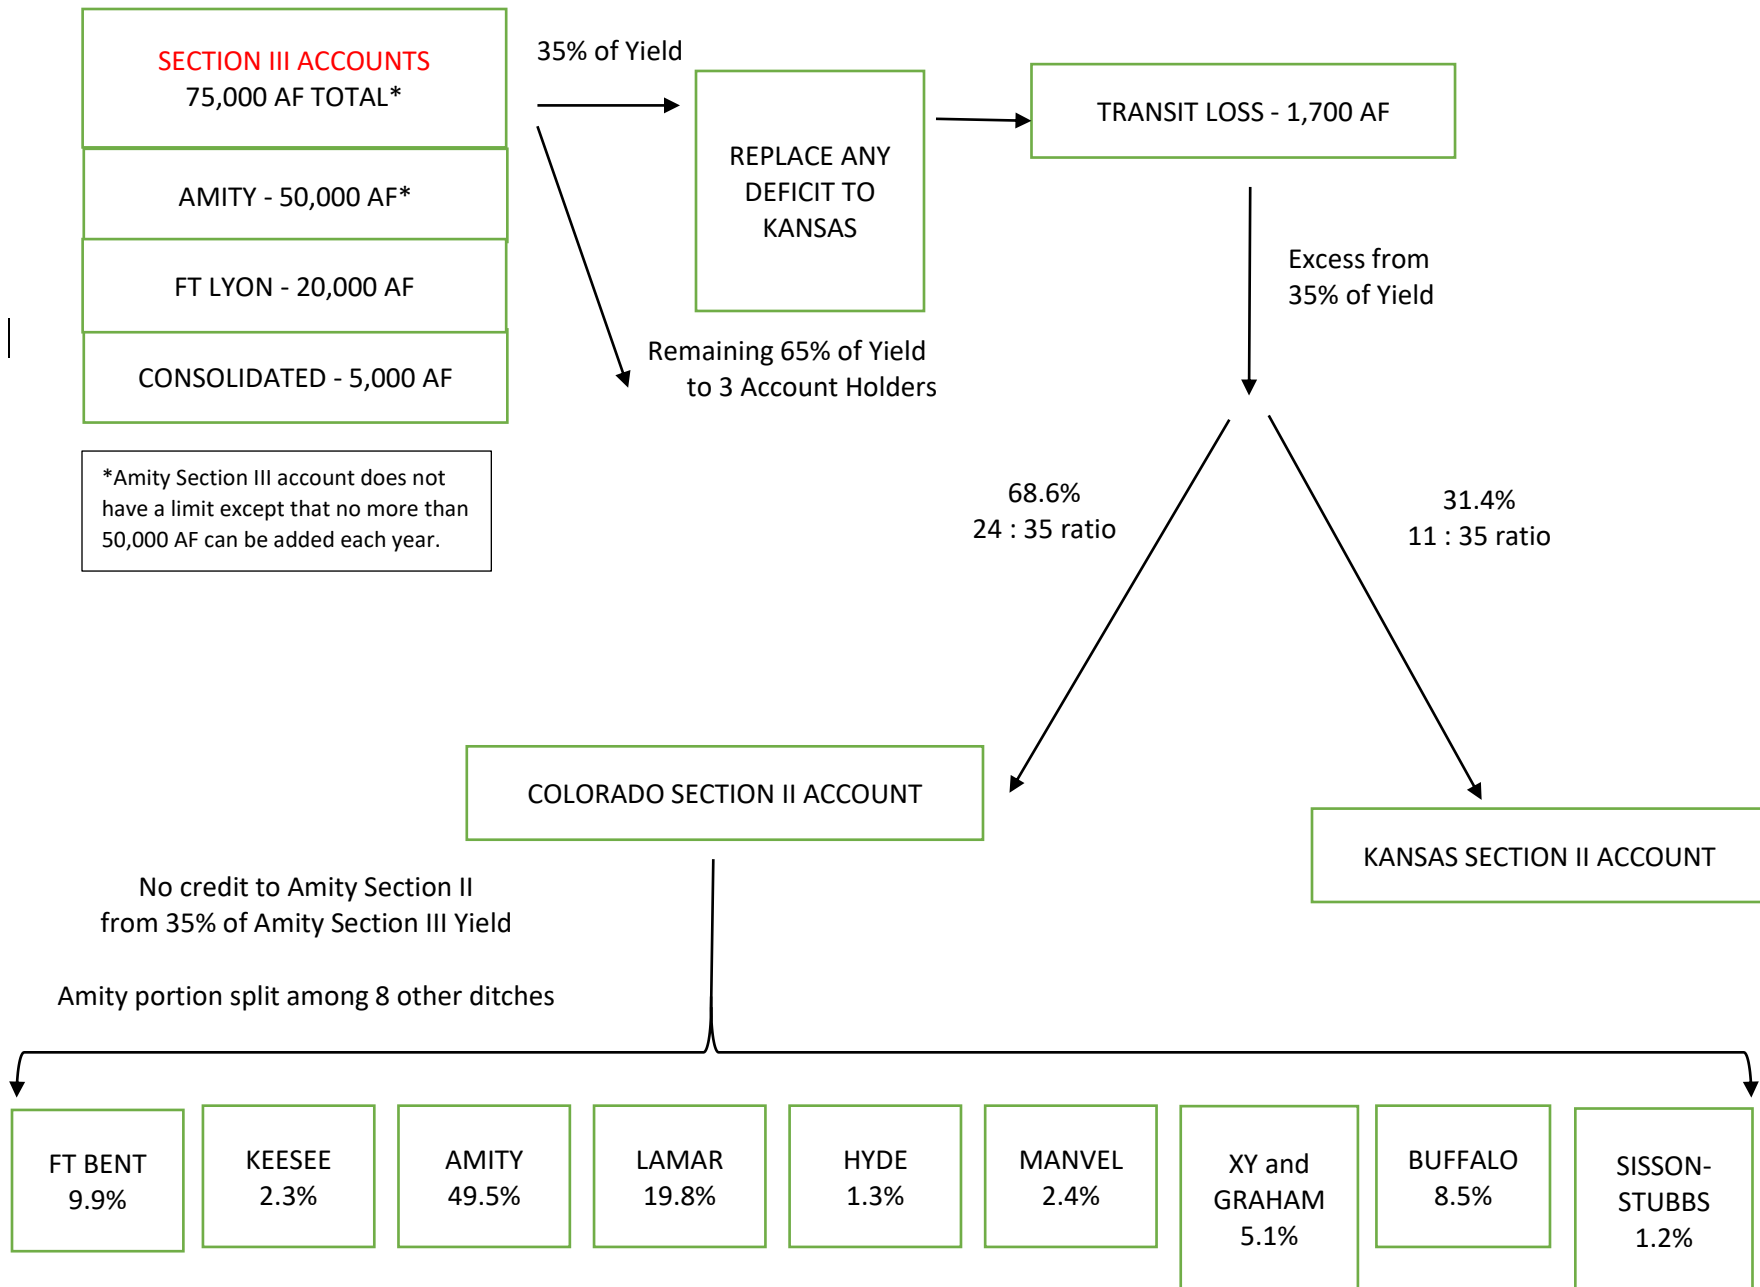 SECTION III ACCOUNTS
75,000 AF TOTAL*
AMITY - 50,000 AF*
FT LYON - 20,000 AF
CONSOLIDATED - 5,000 AF
*Amity Section III account does not
have a limit except that no more than
50,000 AF can be added each year.
35% of Yield
REPLACE ANY
DEFICIT TO
KANSAS
TRANSIT LOSS - 1,700 AF
Remaining 65% of Yield
to 3 Account Holders
Excess from
35% of Yield
68.6%
24 : 35 ratio
31.4%
11 : 35 ratio
COLORADO SECTION II ACCOUNT
KANSAS SECTION II ACCOUNT
No credit to Amity Section II
from 35% of Amity Section III Yield
Amity portion split among 8 other ditches
FT BENT
9.9%
KEESEE
2.3%
AMITY
49.5%
LAMAR
19.8%
HYDE
1.3%
MANVEL
2.4%
XY and
GRAHAM
5.1%
BUFFALO
8.5%
SISSON-
STUBBS
1.2%